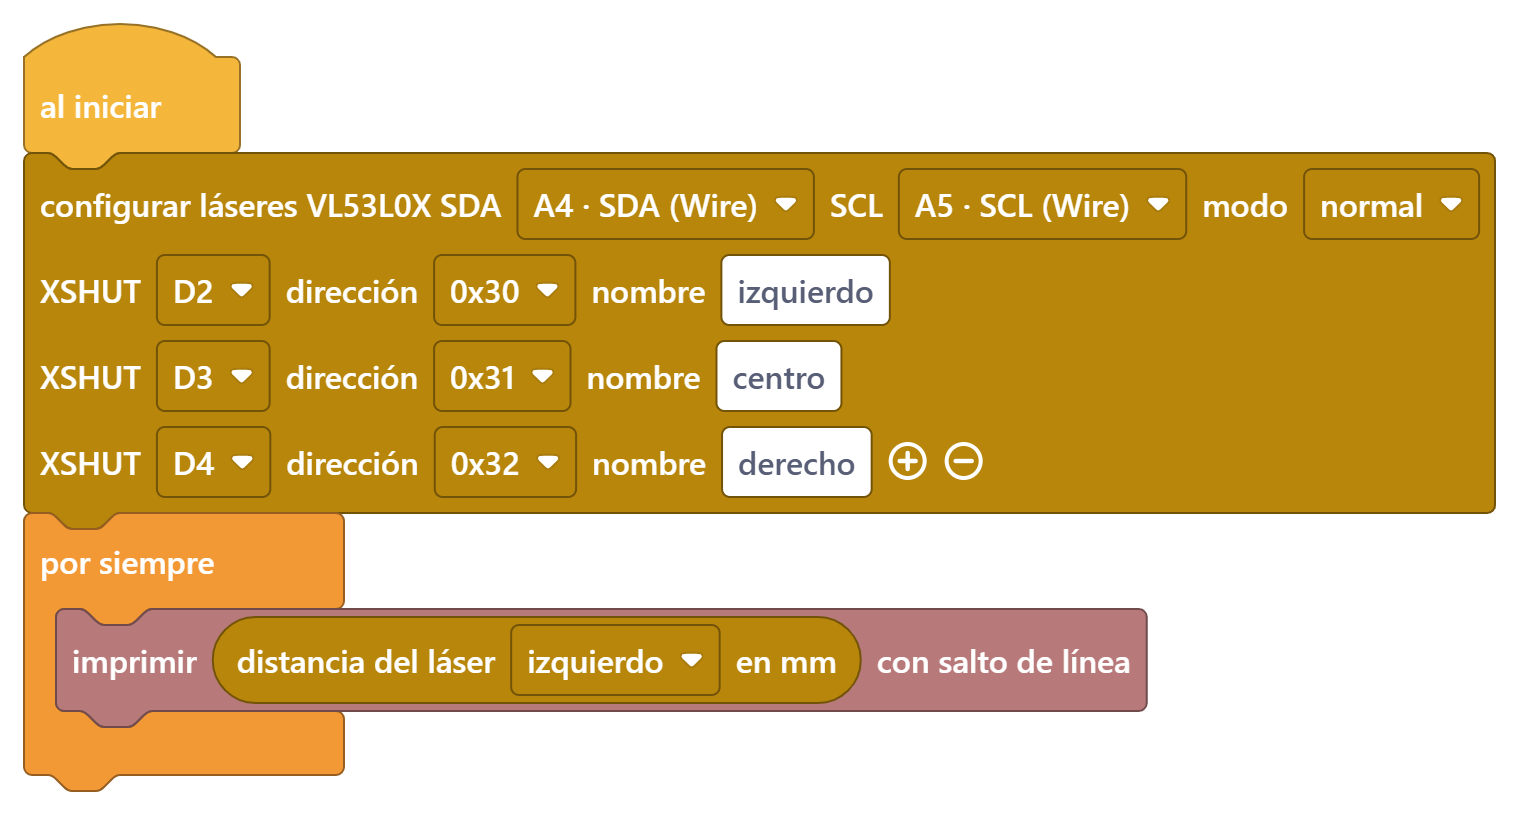 al iniciar
configurar láseres VL53L0X SDA A4 · SDA (Wire) SCL A5 · SCL (Wire) modo normal
XSHUT D2 dirección 0x30 nombre izquierdo
XSHUT D3 dirección 0x31 nombre centro
XSHUT D4 dirección 0x32 nombre derecho
por siempre
imprimir distancia del láser izquierdo en mm con salto de línea